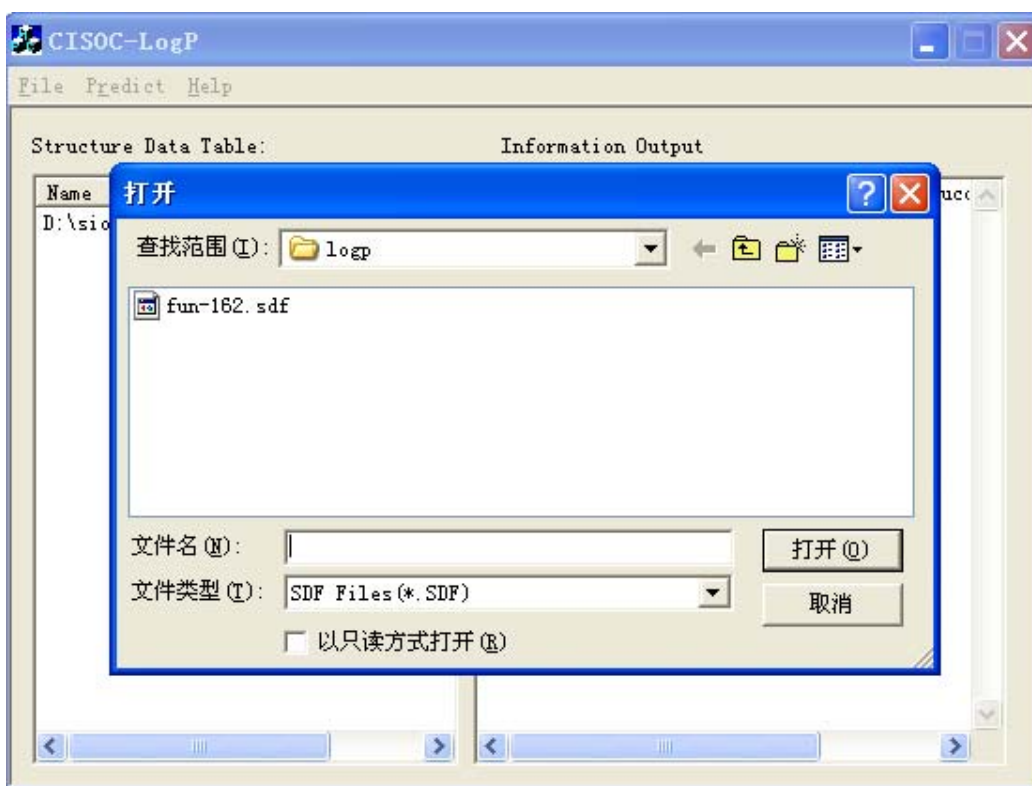 CISOC-LogP
File Predict Help
Structure Data Table: Information Output
Name
打开
D:\sio
查找范围(I): logp
fun-162.sdf
文件名(N):
打开(O)
文件类型(T): SDF Files(*.SDF)
取消
以只读方式打开(R)